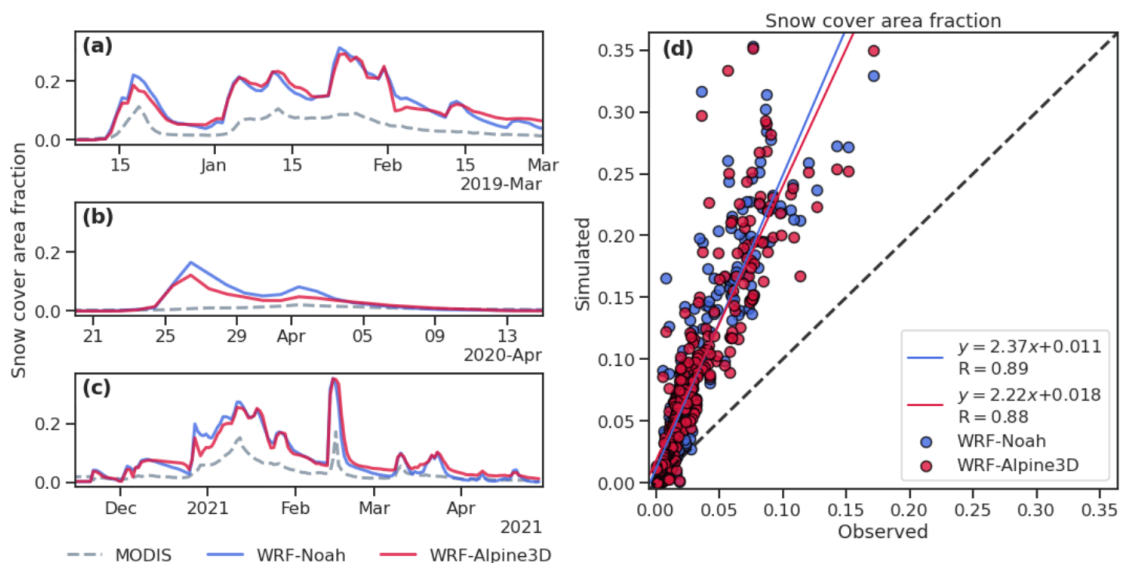 Snow cover area fraction
(a)
0.2
0.0
15
Jan
15
Feb
15
Mar
2019-Mar
(b)
0.2
0.0
21
25
29
Apr
05
09
13
2020-Apr
(c)
0.2
0.0
Dec
2021
Feb
Mar
Apr
2021
MODIS
WRF-Noah
WRF-Alpine3D
Snow cover area fraction
(d)
Simulated
0.35
0.30
0.25
0.20
0.15
0.10
0.05
0.00
0.00
0.05
0.10
0.15
0.20
0.25
0.30
0.35
Observed
y = 2.37x+0.011
R = 0.89
y = 2.22x+0.018
R = 0.88
WRF-Noah
WRF-Alpine3D